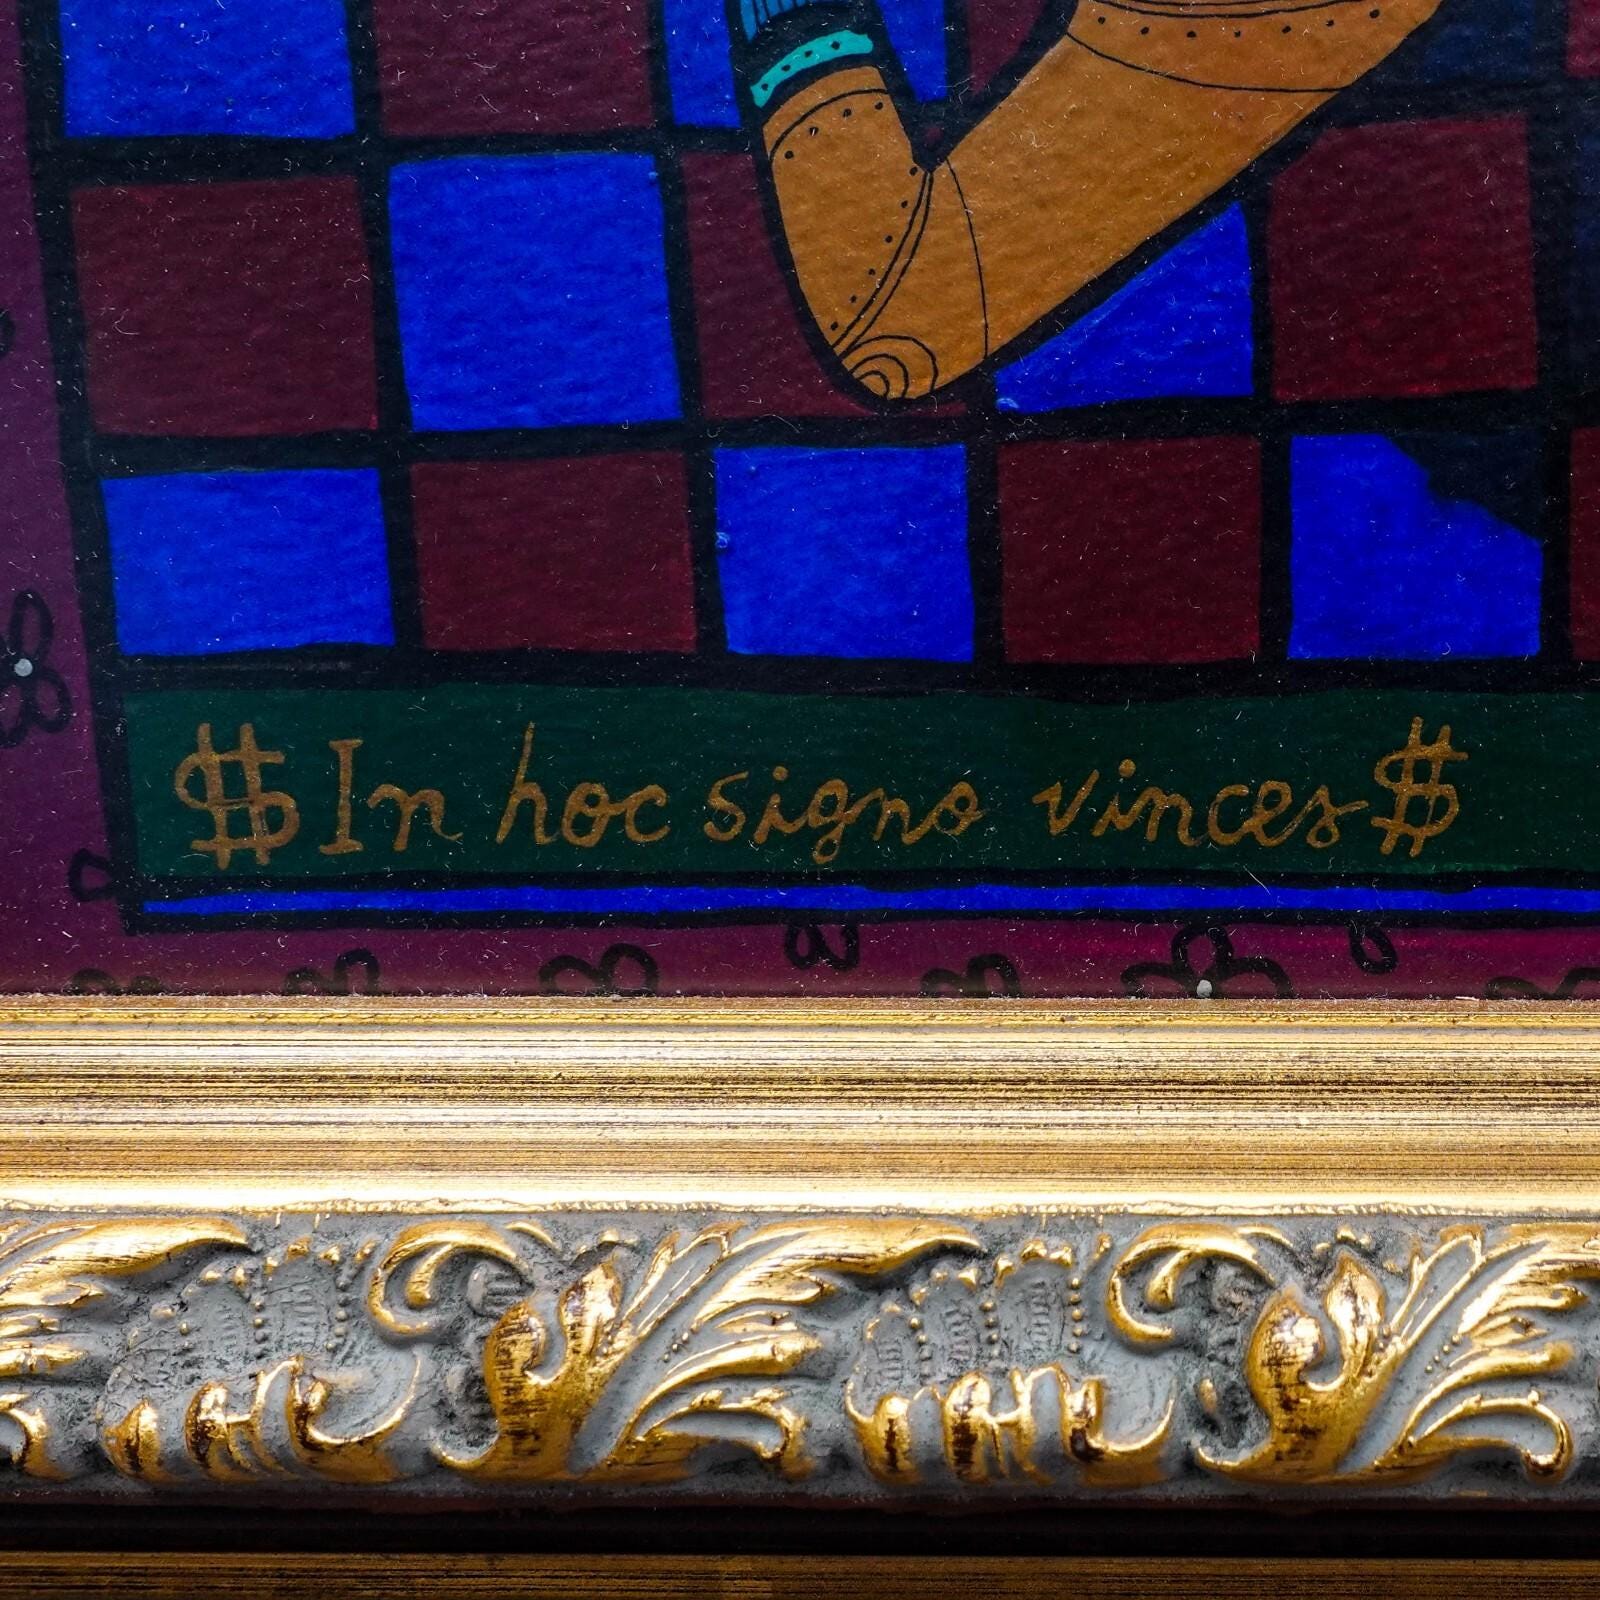 $ In hoc signo vinces $